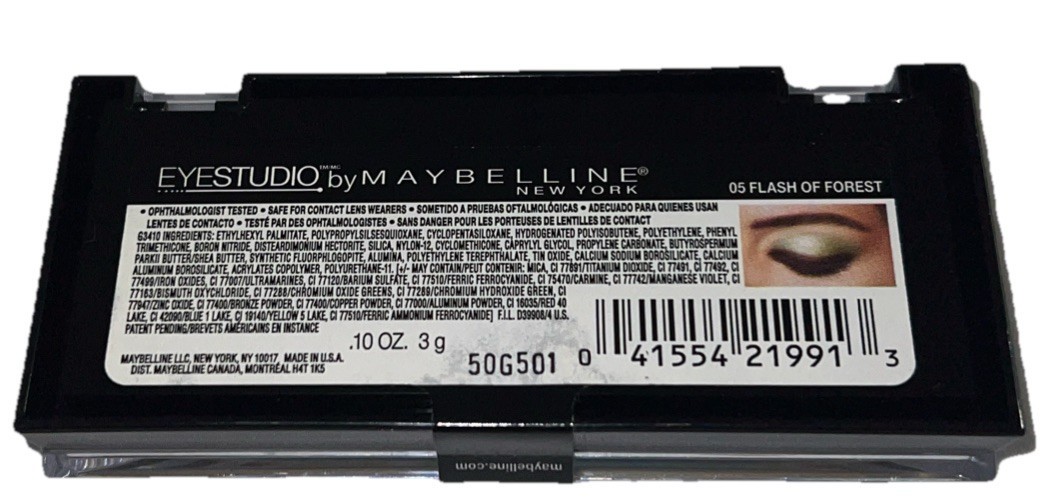 EYESTUDIO™/MC by MAYBELLINE®
NEW YORK
05 FLASH OF FOREST
• OPHTHALMOLOGIST TESTED • SAFE FOR CONTACT LENS WEARERS • SOMETIDO A PRUEBAS OFTALMOLÓGICAS • ADECUADO PARA QUIENES USAN
LENTES DE CONTACTO • TESTÉ PAR DES OPHTALMOLOGISTES • SANS DANGER POUR LES PORTEUSES DE LENTILLES DE CONTACT
G3410 INGREDIENTS: ETHYLHEXYL PALMITATE, POLYPROPYLSILSESQUIOXANE, CYCLOPENTASILOXANE, HYDROGENATED POLYISOBUTENE, POLYETHYLENE, PHENYL
TRIMETHICONE, BORON NITRIDE, DISTEARDIMONIUM HECTORITE, SILICA, NYLON-12, CYCLOMETHICONE, CAPRYLYL GLYCOL, PROPYLENE CARBONATE, BUTYROSPERMUM
PARKII BUTTER/SHEA BUTTER, SYNTHETIC FLUORPHLOGOPITE, ALUMINA, POLYETHYLENE TEREPHTHALATE, TIN OXIDE, CALCIUM SODIUM BOROSILICATE, CALCIUM
ALUMINUM BOROSILICATE, ACRYLATES COPOLYMER, POLYURETHANE-11. [+/- MAY CONTAIN/PEUT CONTENIR: MICA, CI 77891/TITANIUM DIOXIDE, CI 77491, CI 77492, CI
77499/IRON OXIDES, CI 77007/ULTRAMARINES, CI 77120/BARIUM SULFATE, CI 77510/FERRIC FERROCYANIDE, CI 75470/CARMINE, CI 77742/MANGANESE VIOLET, CI
77163/BISMUTH OXYCHLORIDE, CI 77288/CHROMIUM OXIDE GREENS, CI 77289/CHROMIUM HYDROXIDE GREEN, CI
77947/ZINC OXIDE, CI 77400/BRONZE POWDER, CI 77400/COPPER POWDER, CI 77000/ALUMINUM POWDER, CI 16035/RED 40
LAKE, CI 42090/BLUE 1 LAKE, CI 19140/YELLOW 5 LAKE, CI 77510/FERRIC AMMONIUM FERROCYANIDE] F.I.L. D39908/4 U.S.
PATENT PENDING/BREVETS AMÉRICAINS EN INSTANCE
.10 OZ. 3 g
MAYBELLINE LLC, NEW YORK, NY 10017, MADE IN U.S.A.
DIST. MAYBELLINE CANADA, MONTRÉAL H4T 1K5
50G501
0 41554 21991 3
maybelline.com